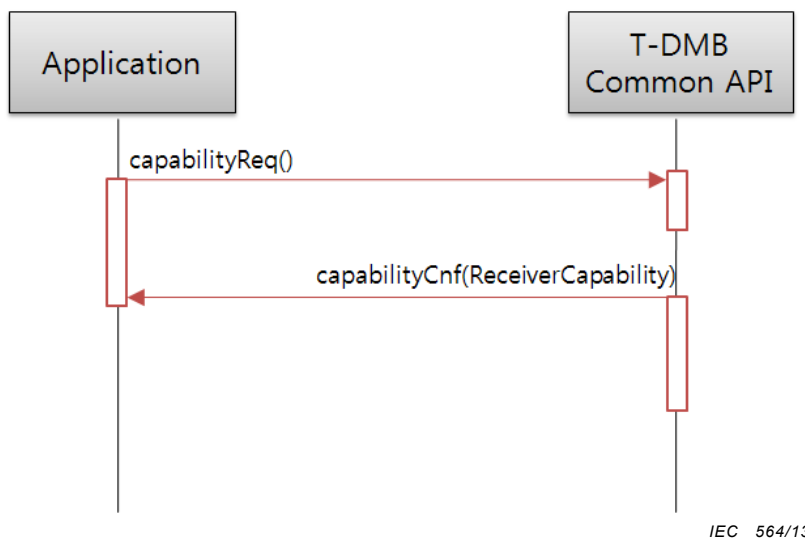 Application
T-DMB
Common API
capabilityReq()
capabilityCnf(ReceiverCapability)
IEC 564/13